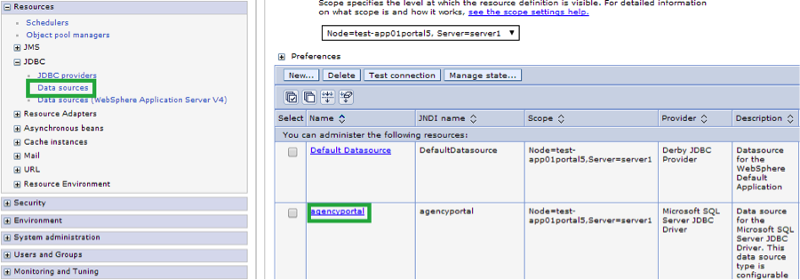 Resources
Schedulers
Object pool managers
JMS
JDBC
JDBC providers
Data sources
Data sources (WebSphere Application Server V4)
Resource Adapters
Asynchronous beans
Cache instances
Mail
URL
Resource Environment
Security
Environment
System administration
Users and Groups
Monitoring and Tuning
Scope specifies the level at which the resource definition is visible. For detailed information
on what scope is and how it works, see the scope settings help.
Node=test-app01portal5, Server=server1
Preferences
New... Delete Test connection Manage state...
Select Name JNDI name Scope Provider Description
You can administer the following resources:
Default Datasource DefaultDatasource Node=test-app01portal5,Server=server1 Derby JDBC Provider Datasource for the WebSphere Default Application
agencyportal agencyportal Node=test-app01portal5,Server=server1 Microsoft SQL Server JDBC Driver Data source for the Microsoft SQL Server JDBC Driver. This data source type is configurable